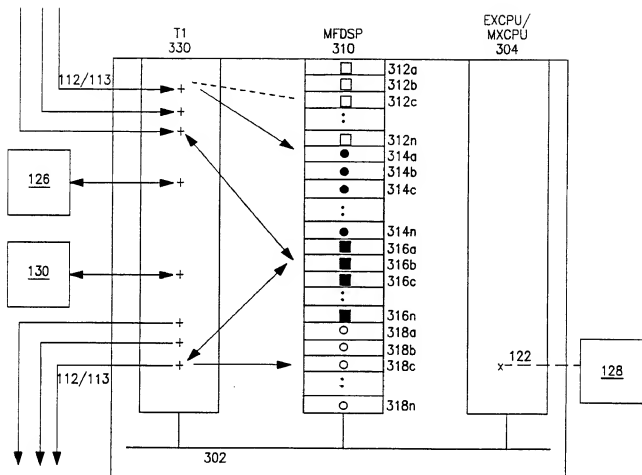 T1
330
MFDSP
310
EXCPU/
MXCPU
304
112/113
312a
312b
312c
312n
314a
314b
314c
314n
316a
316b
316c
316n
318a
318b
318c
318n
126
130
112/113
122
128
302